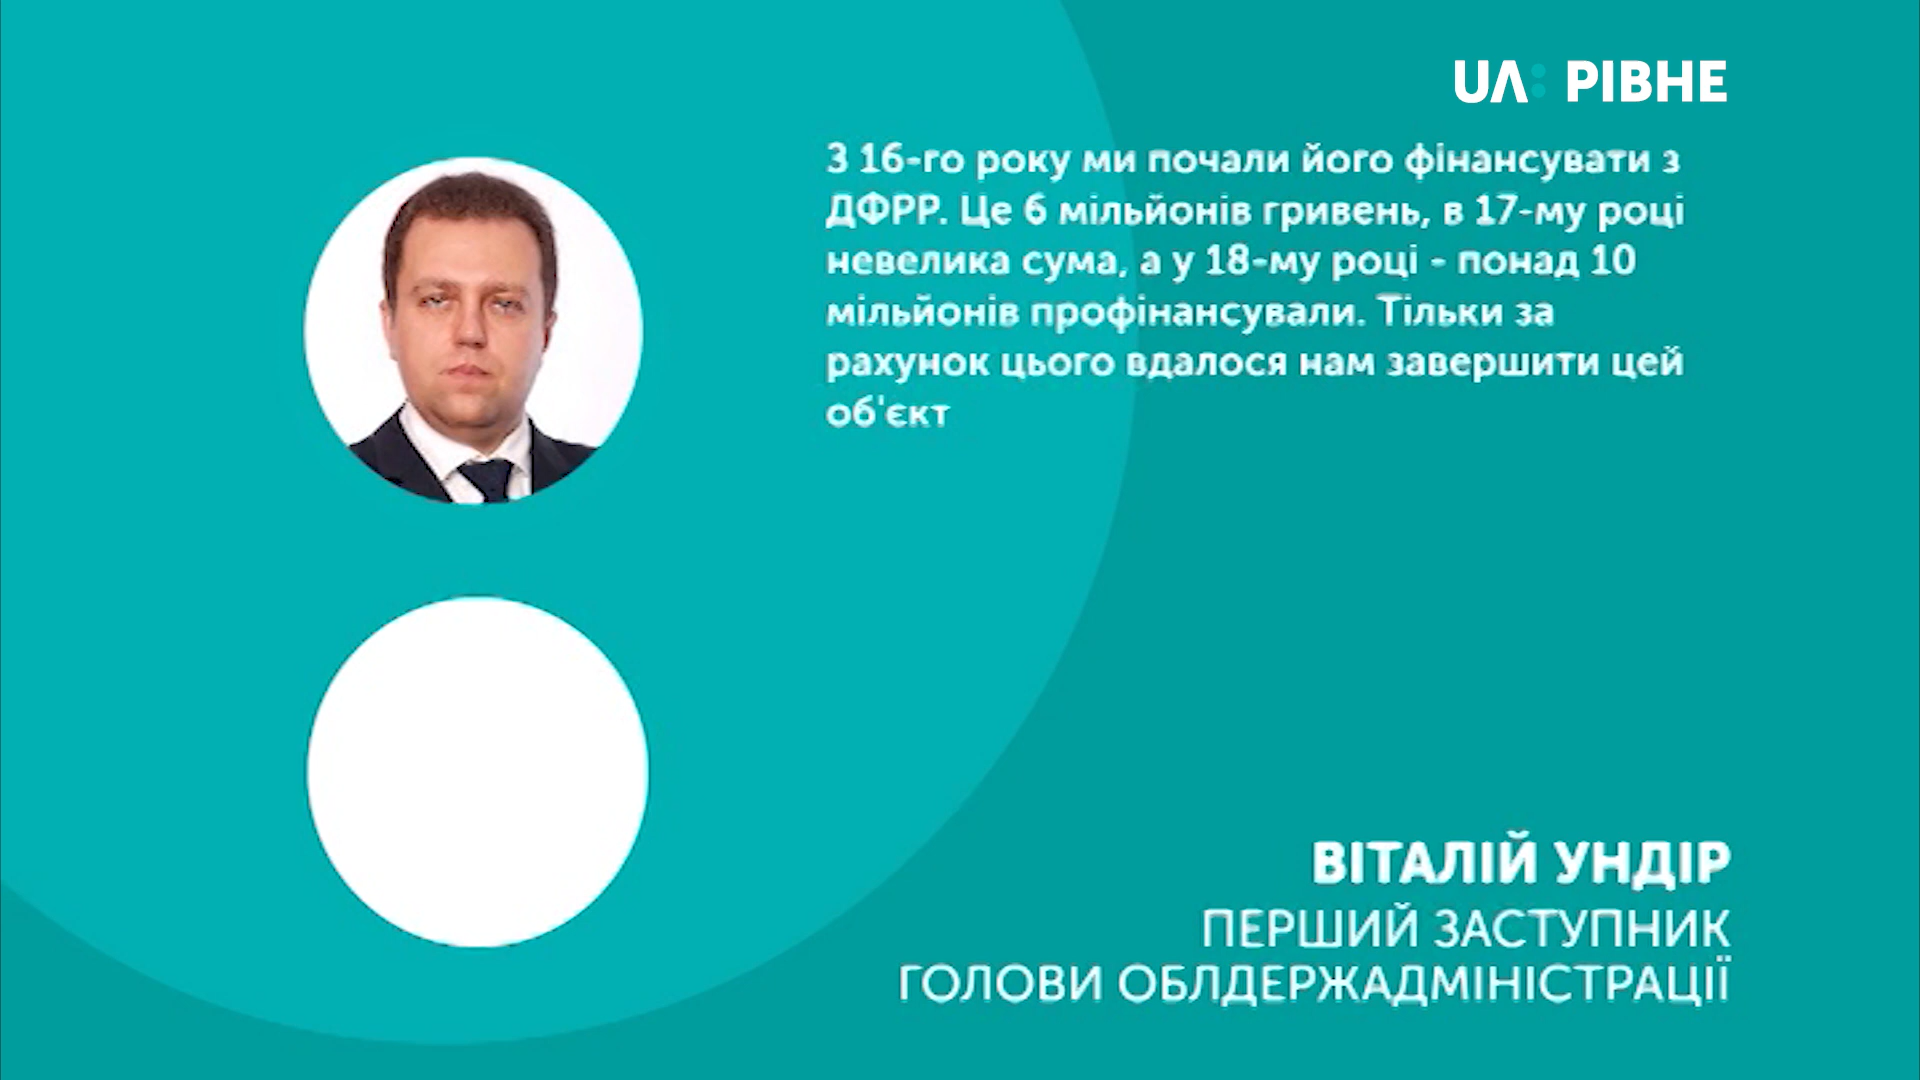 UA: РІВНЕ
З 16-го року ми почали його фінансувати з
ДФРР. Це 6 мільйонів гривень, в 17-му році
невелика сума, а у 18-му році - понад 10
мільйонів профінансували. Тільки за
рахунок цього вдалося нам завершити цей
об'єкт
ВІТАЛІЙ УНДІР
ПЕРШИЙ ЗАСТУПНИК
ГОЛОВИ ОБЛДЕРЖАДМІНІСТРАЦІЇ